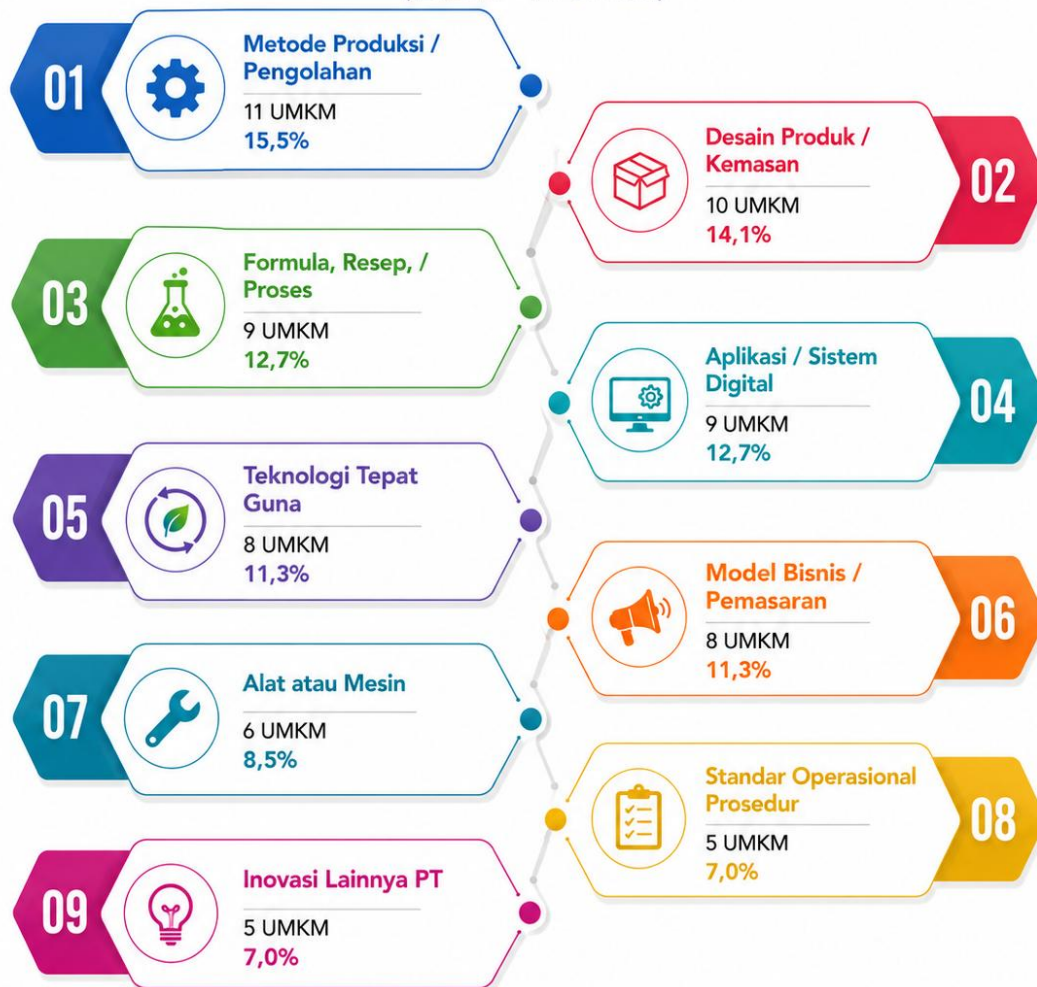 01
Metode Produksi /
Pengolahan
11 UMKM
15,5%
02
Desain Produk /
Kemasan
10 UMKM
14,1%
03
Formula, Resep, /
Proses
9 UMKM
12,7%
04
Aplikasi / Sistem
Digital
9 UMKM
12,7%
05
Teknologi Tepat
Guna
8 UMKM
11,3%
06
Model Bisnis /
Pemasaran
8 UMKM
11,3%
07
Alat atau Mesin
6 UMKM
8,5%
08
Standar Operasional
Prosedur
5 UMKM
7,0%
09
Inovasi Lainnya PT
5 UMKM
7,0%